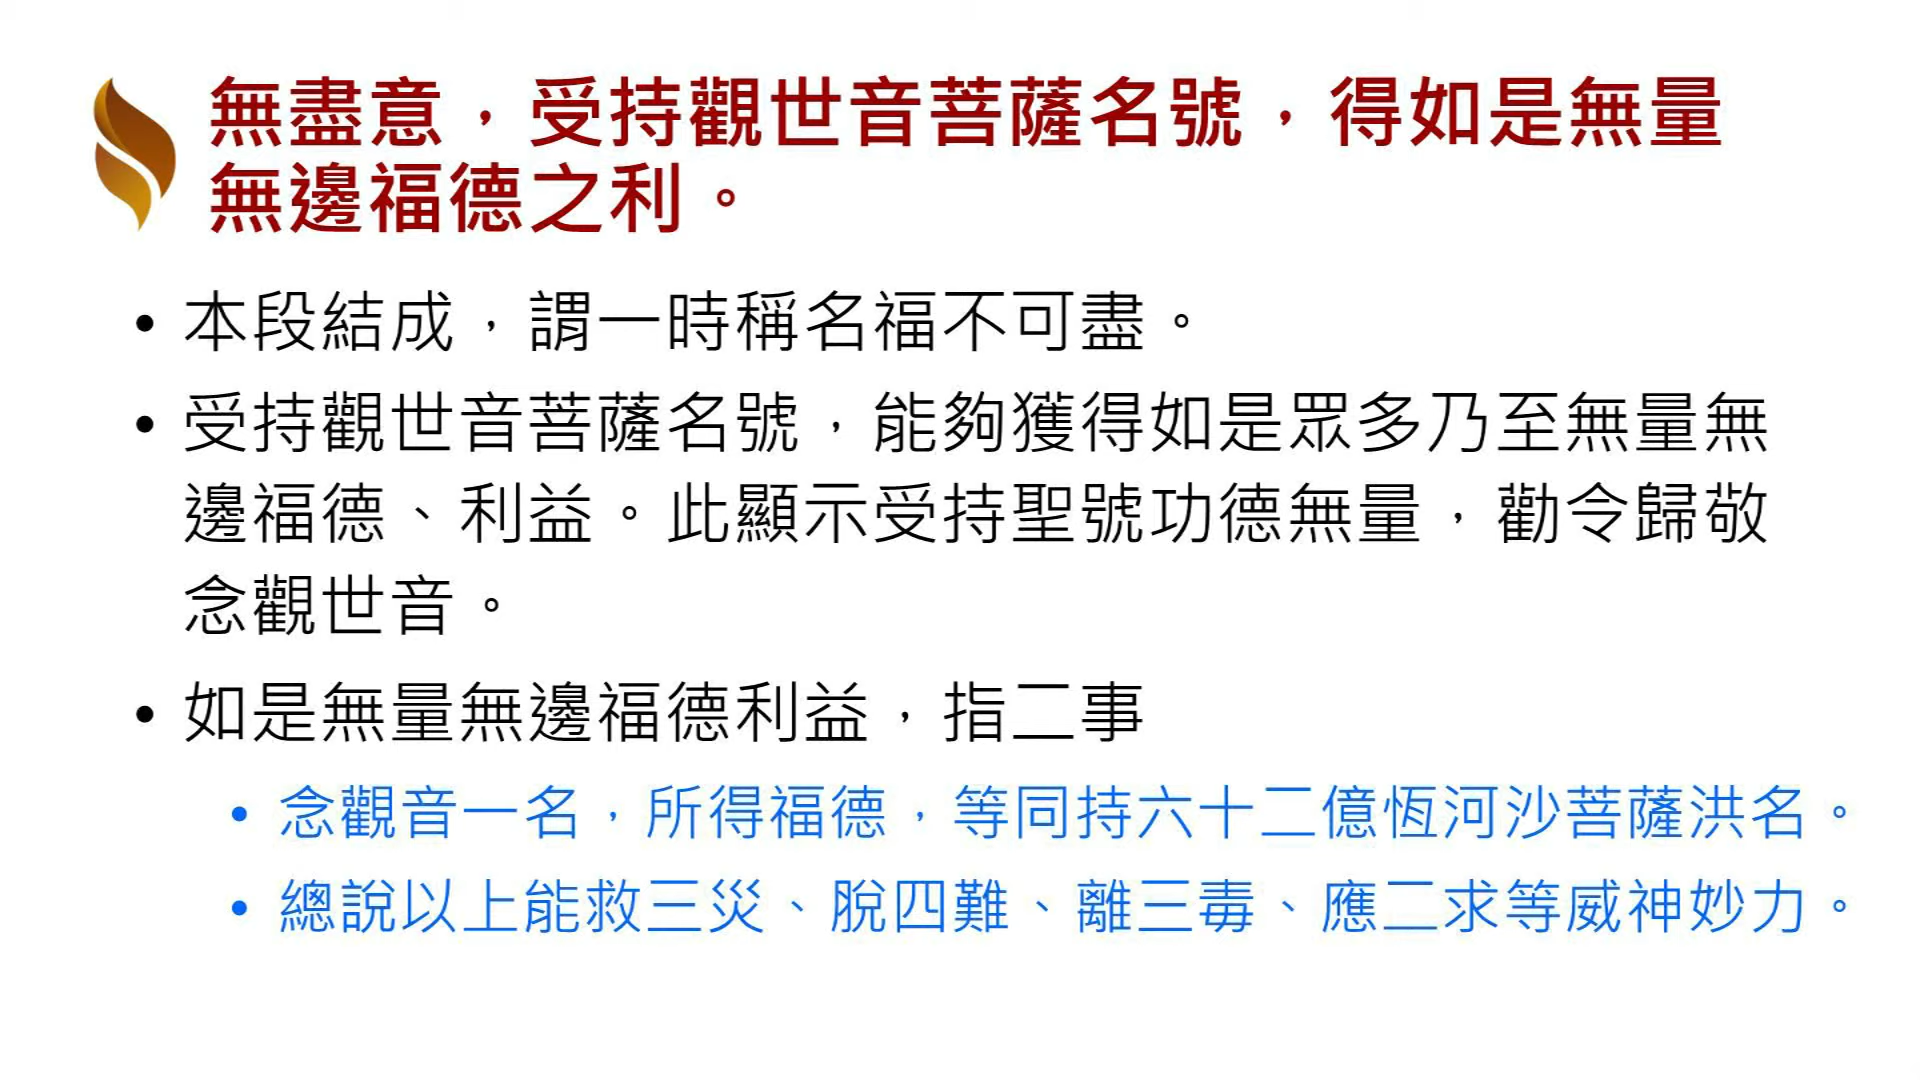 無盡意，受持觀世音菩薩名號，得如是無量
無邊福德之利。
• 本段結成，謂一時稱名福不可盡。
• 受持觀世音菩薩名號，能夠獲得如是眾多乃至無量無
邊福德、利益。此顯示受持聖號功德無量，勸令歸敬
念觀世音。
• 如是無量無邊福德利益，指二事
• 念觀音一名，所得福德，等同持六十二億恆河沙菩薩洪名。
• 總說以上能救三災、脫四難、離三毒、應二求等威神妙力。